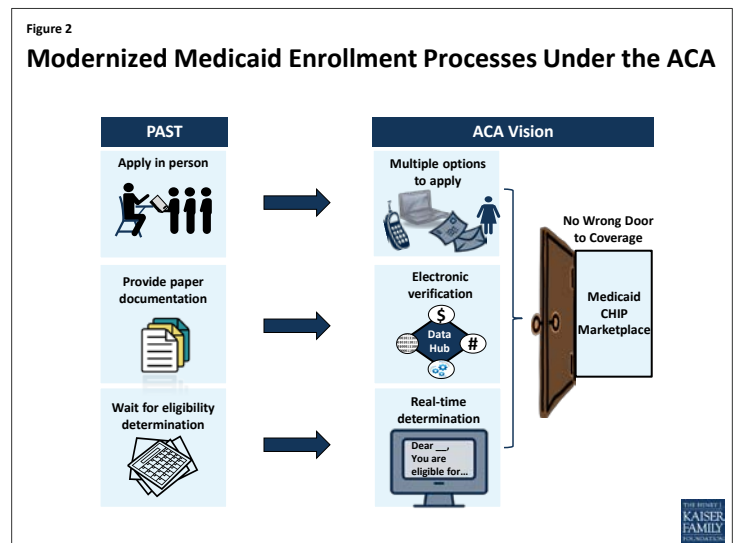 Figure 2
Modernized Medicaid Enrollment Processes Under the ACA
PAST
ACA Vision
Apply in person
Multiple options
to apply
No Wrong Door
to Coverage
Provide paper
documentation
Electronic
verification
$
Data
Hub
#
Medicaid
CHIP
Marketplace
Wait for eligibility
determination
Real-time
determination
Dear __,
You are
eligible for…
THE HENRY J.
KAISER
FAMILY
FOUNDATION